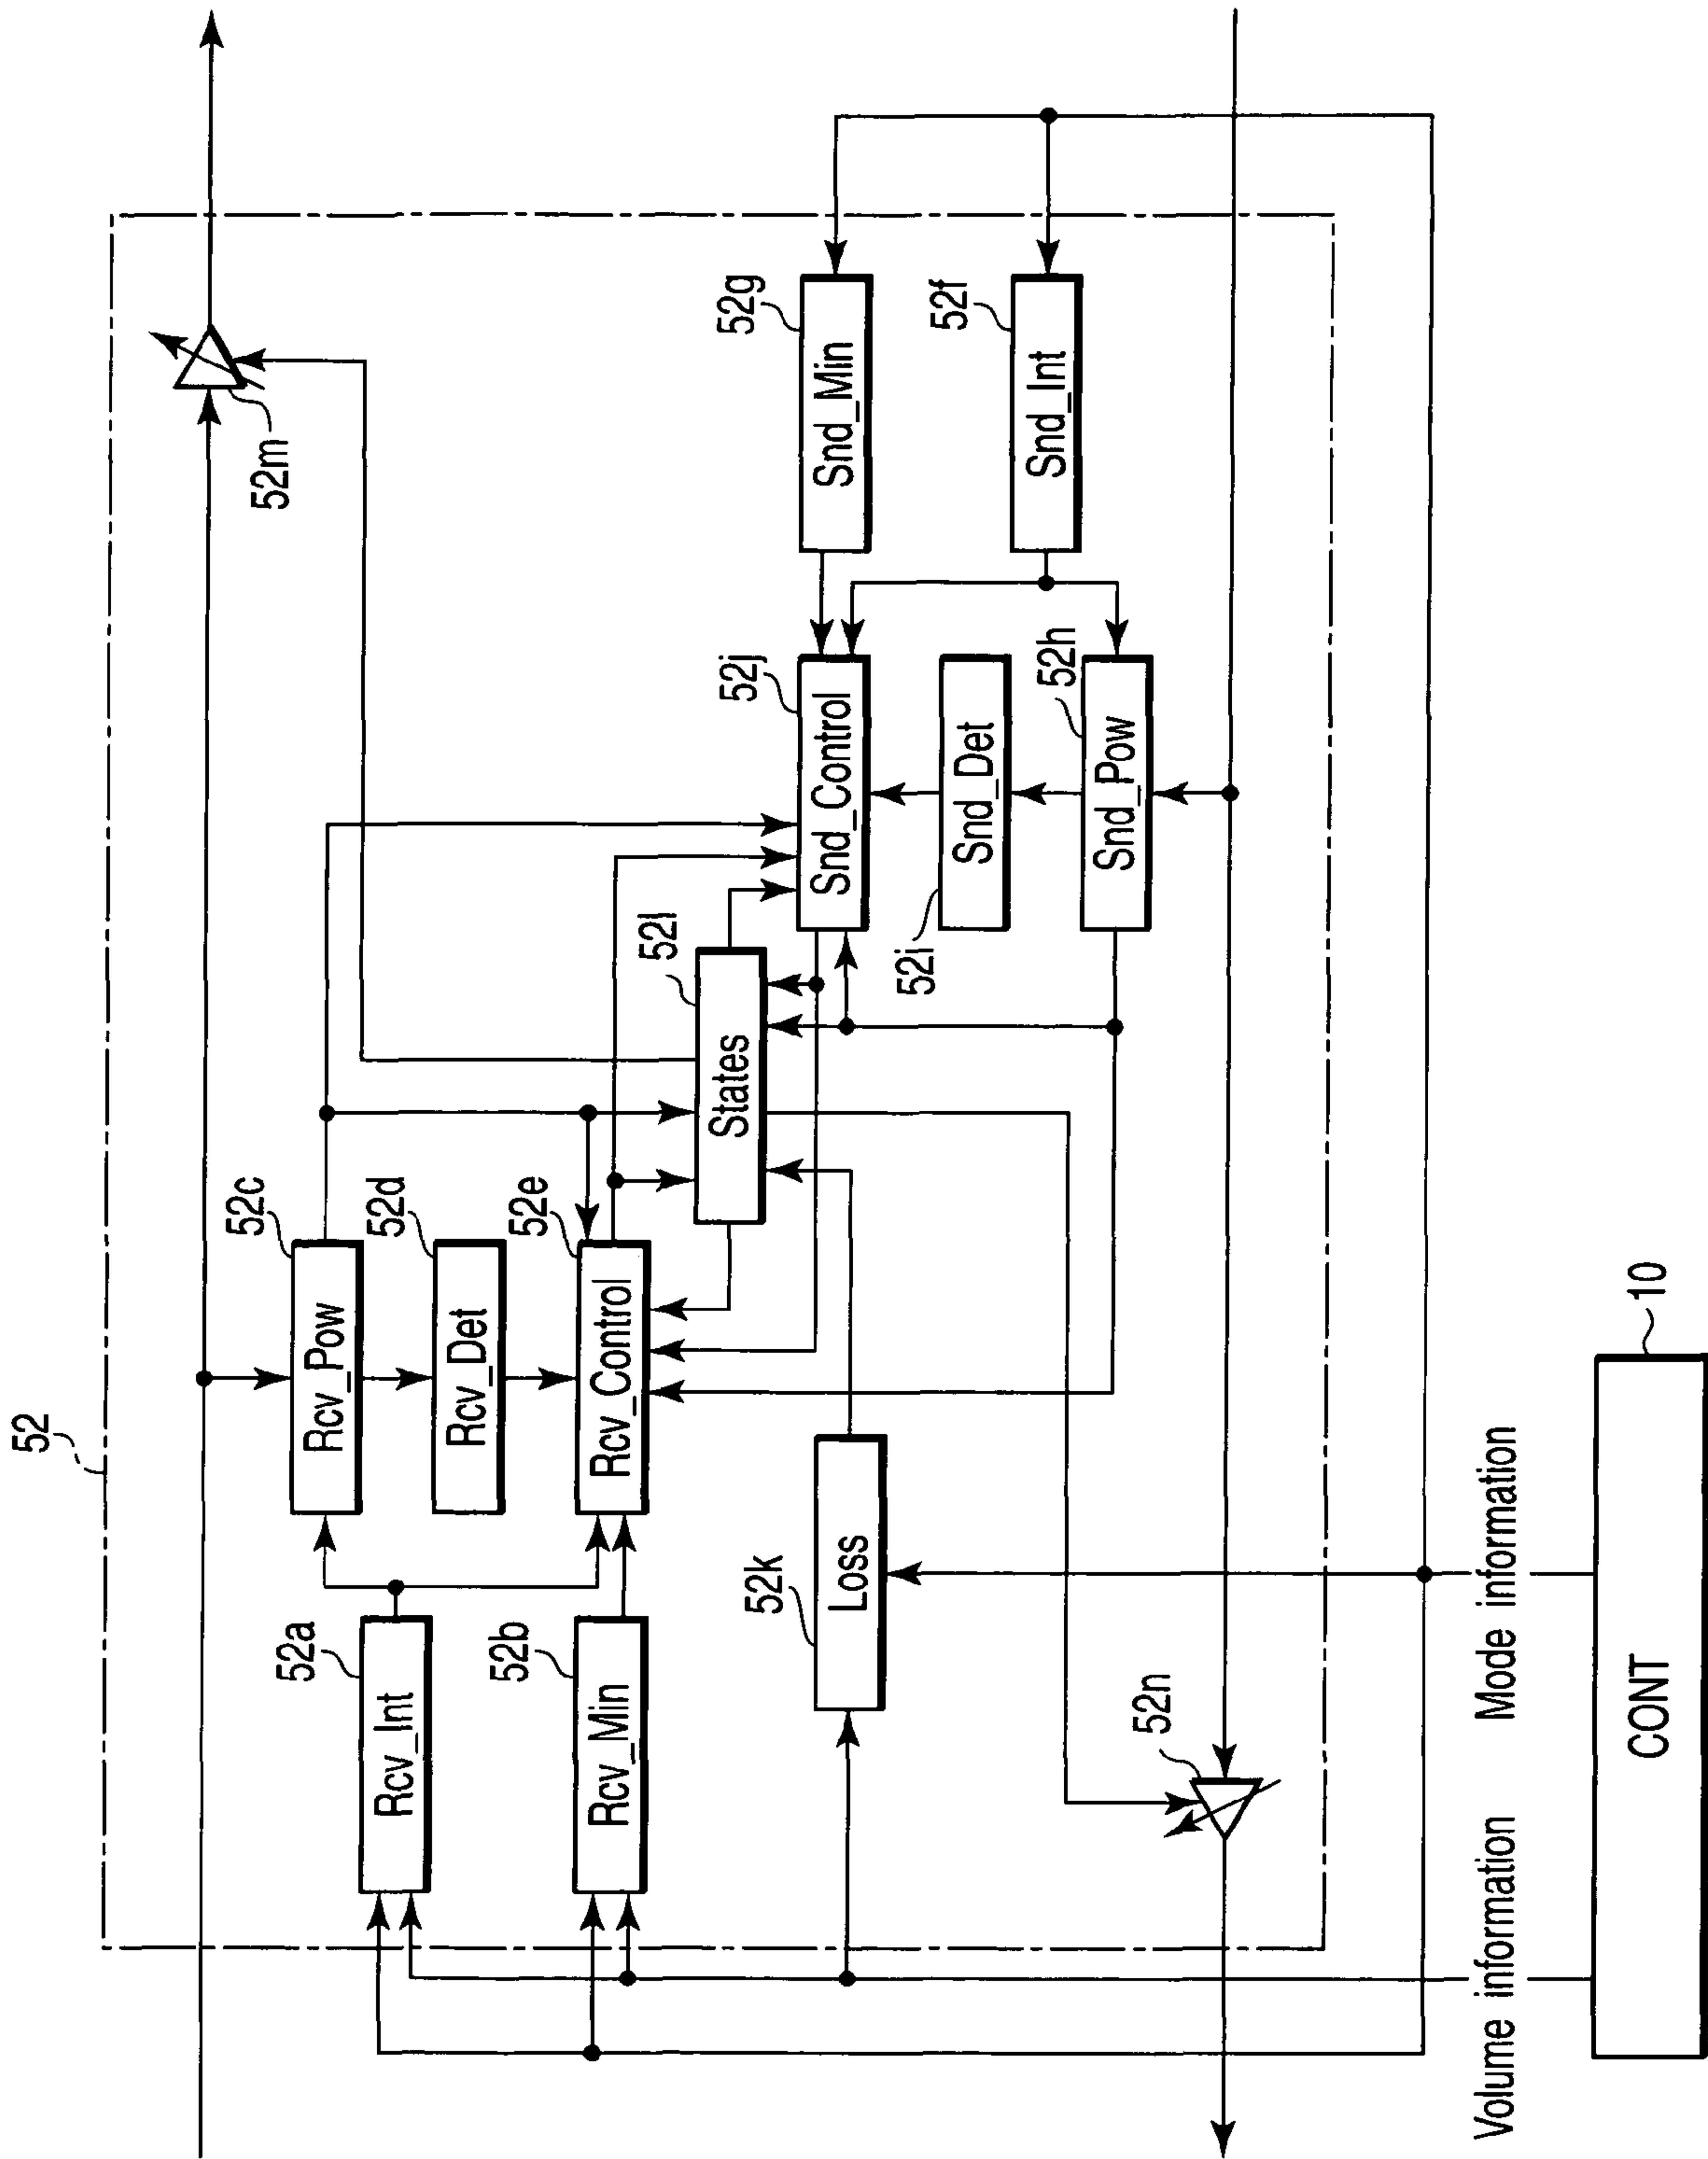 52
52m
52c
Rcv_Pow
52a
Rcv_Int
52d
Rcv_Det
52e
Rcv_Control
52b
Rcv_Min
52l
States
52j
Snd_Control
52g
Snd_Min
52k
Loss
52i
Snd_Det
52f
Snd_Int
52h
Snd_Pow
52n
Volume information
Mode information
CONT
10